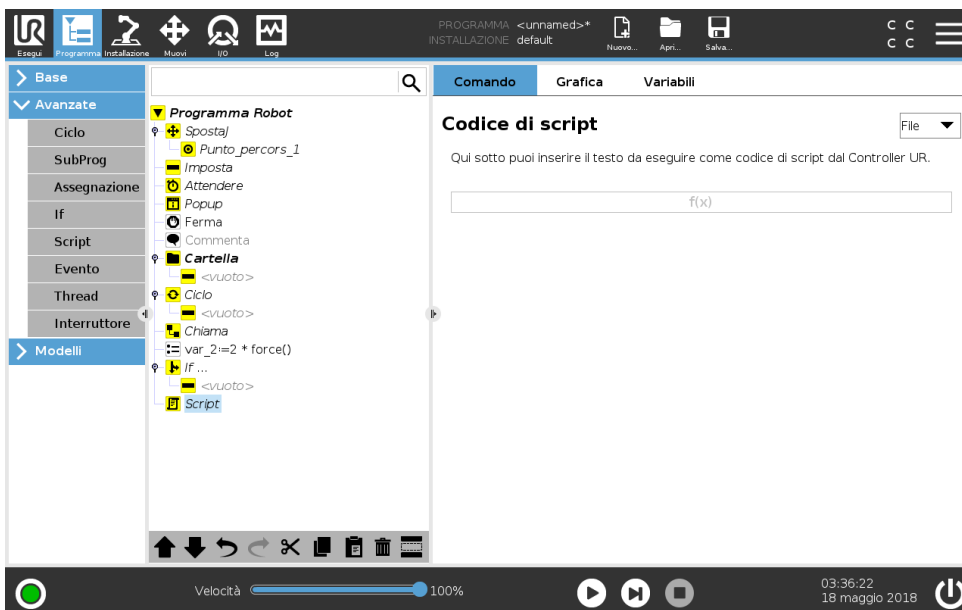 UR
PROGRAMMA <unnamed>*
INSTALLAZIONE default
Esegui Programma Installazione Muovi I/O Log
Nuovo... Apri... Salva...
C C
C C
Base
Avanzate
Ciclo
SubProg
Assegnazione
If
Script
Evento
Thread
Interruttore
Modelli
Programma Robot
SpostaJ
Punto_percors_1
Imposta
Attendere
Popup
Ferma
Commenta
Cartella
<vuoto>
Ciclo
<vuoto>
Chiama
var_2:=2 * force()
If ...
<vuoto>
Script
Comando Grafica Variabili
Codice di script
File
Qui sotto puoi inserire il testo da eseguire come codice di script dal Controller UR.
f(x)
Velocità 100%
03:36:22
18 maggio 2018